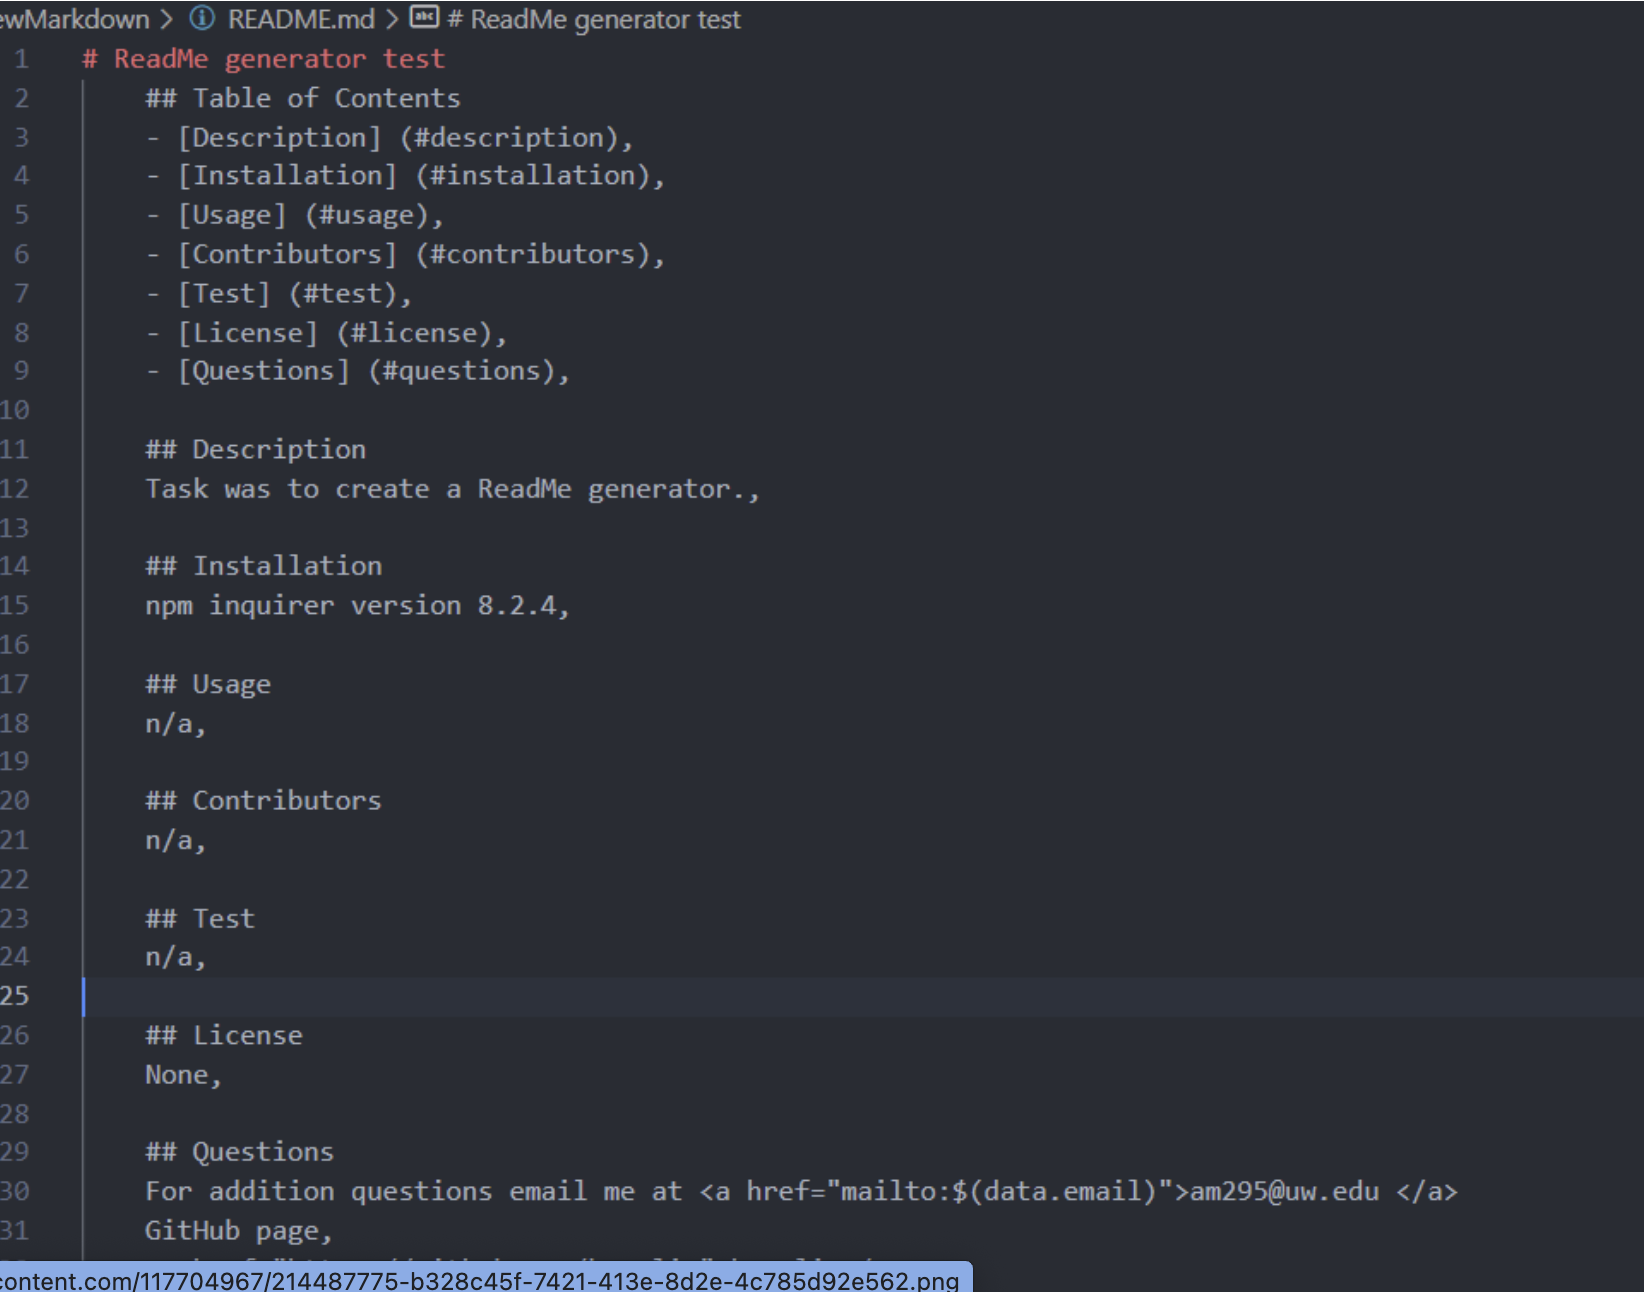 ewMarkdown > README.md > # ReadMe generator test
1 # ReadMe generator test
2 ## Table of Contents
3 - [Description] (#description),
4 - [Installation] (#installation),
5 - [Usage] (#usage),
6 - [Contributors] (#contributors),
7 - [Test] (#test),
8 - [License] (#license),
9 - [Questions] (#questions),
10
11 ## Description
12 Task was to create a ReadMe generator.,
13
14 ## Installation
15 npm inquirer version 8.2.4,
16
17 ## Usage
18 n/a,
19
20 ## Contributors
21 n/a,
22
23 ## Test
24 n/a,
25
26 ## License
27 None,
28
29 ## Questions
30 For addition questions email me at <a href="mailto:$(data.email)">am295@uw.edu </a>
31 GitHub page,
content.com/117704967/214487775-b328c45f-7421-413e-8d2e-4c785d92e562.png